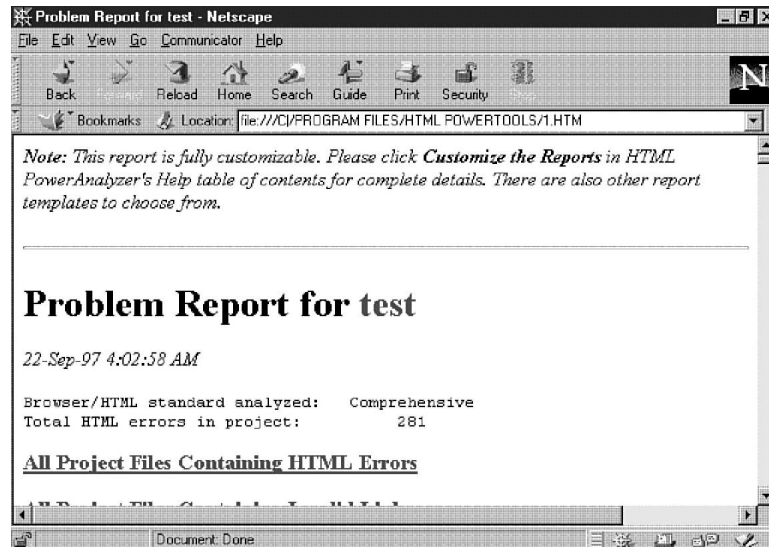 Problem Report for test - Netscape
File Edit View Go Communicator Help
Back Reload Home Search Guide Print Security
N
Bookmarks Location: file:///C|/PROGRAM FILES/HTML POWERTOOLS/1.HTM
Note: This report is fully customizable. Please click Customize the Reports in HTML
PowerAnalyzer's Help table of contents for complete details. There are also other report
templates to choose from.
Problem Report for test
22-Sep-97 4:02:58 AM
Browser/HTML standard analyzed: Comprehensive
Total HTML errors in project: 281
All Project Files Containing HTML Errors
Document: Done